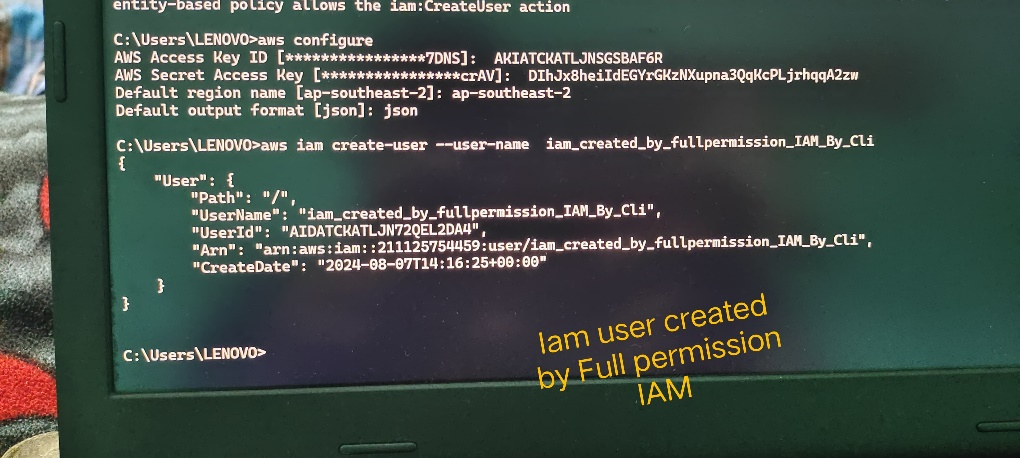 entity-based policy allows the iam:CreateUser action
C:\Users\LENOVO>aws configure
AWS Access Key ID [****************7DNS]: AKIATCKATLJNSGSBAF6R
AWS Secret Access Key [****************crAV]: 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
Default region name [ap-southeast-2]: ap-southeast-2
Default output format [json]: json
C:\Users\LENOVO>aws iam create-user --user-name iam_created_by_fullpermission_IAM_By_Cli
{
"User": {
"Path": "/",
"UserName": "iam_created_by_fullpermission_IAM_By_Cli",
"UserId": "AIDATCKATLJN72QEL2DA4",
"Arn": "arn:aws:iam::211125754459:user/iam_created_by_fullpermission_IAM_By_Cli",
"CreateDate": "2024-08-07T14:16:25+00:00"
}
}
C:\Users\LENOVO>
Iam user created
by Full permission
IAM